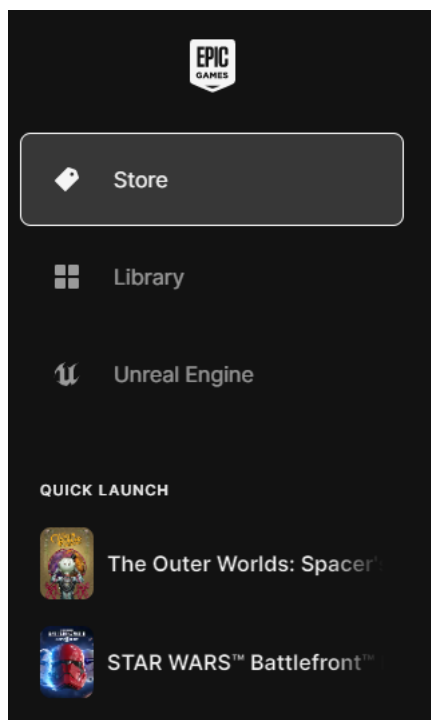 EPIC
GAMES
Store
Library
Unreal Engine
QUICK LAUNCH
The Outer Worlds: Spacer's
STAR WARS™ Battlefront™